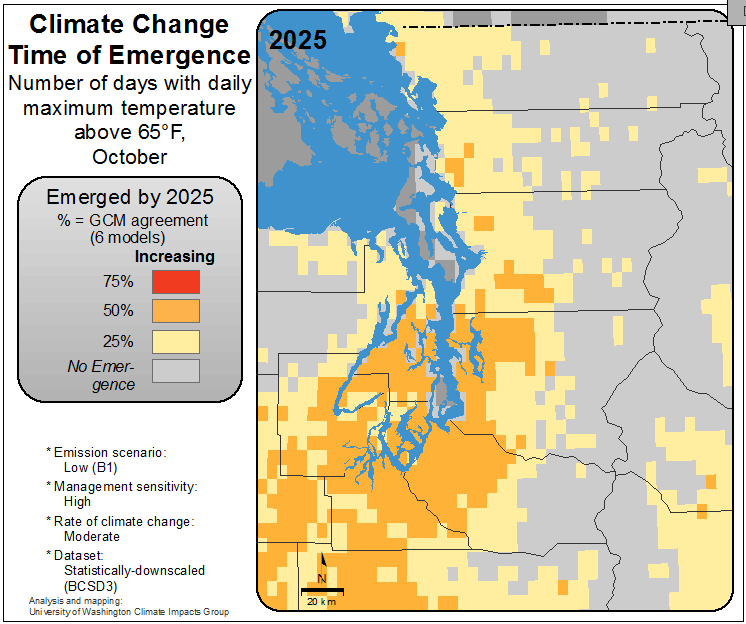 Climate Change
Time of Emergence
Number of days with daily
maximum temperature
above 65°F,
October
Emerged by 2025
% = GCM agreement
(6 models)
Increasing
75%
50%
25%
No Emer-
gence
* Emission scenario:
Low (B1)
* Management sensitivity:
High
* Rate of climate change:
Moderate
* Dataset:
Statistically-downscaled
(BCSD3)
Analysis and mapping:
University of Washington Climate Impacts Group
2025
N
20 km